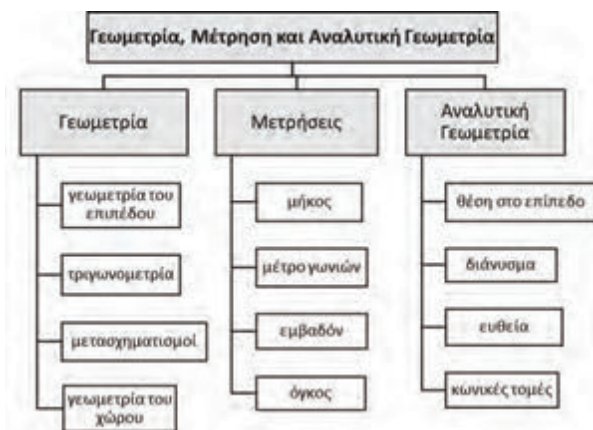 Γεωμετρία, Μέτρηση και Αναλυτική Γεωμετρία
Γεωμετρία
γεωμετρία του
επιπέδου
τριγωνομετρία
μετασχηματισμοί
γεωμετρία του
χώρου
Μετρήσεις
μήκος
μέτρο γωνιών
εμβαδόν
όγκος
Αναλυτική
Γεωμετρία
θέση στο επίπεδο
διάνυσμα
ευθεία
κωνικές τομές